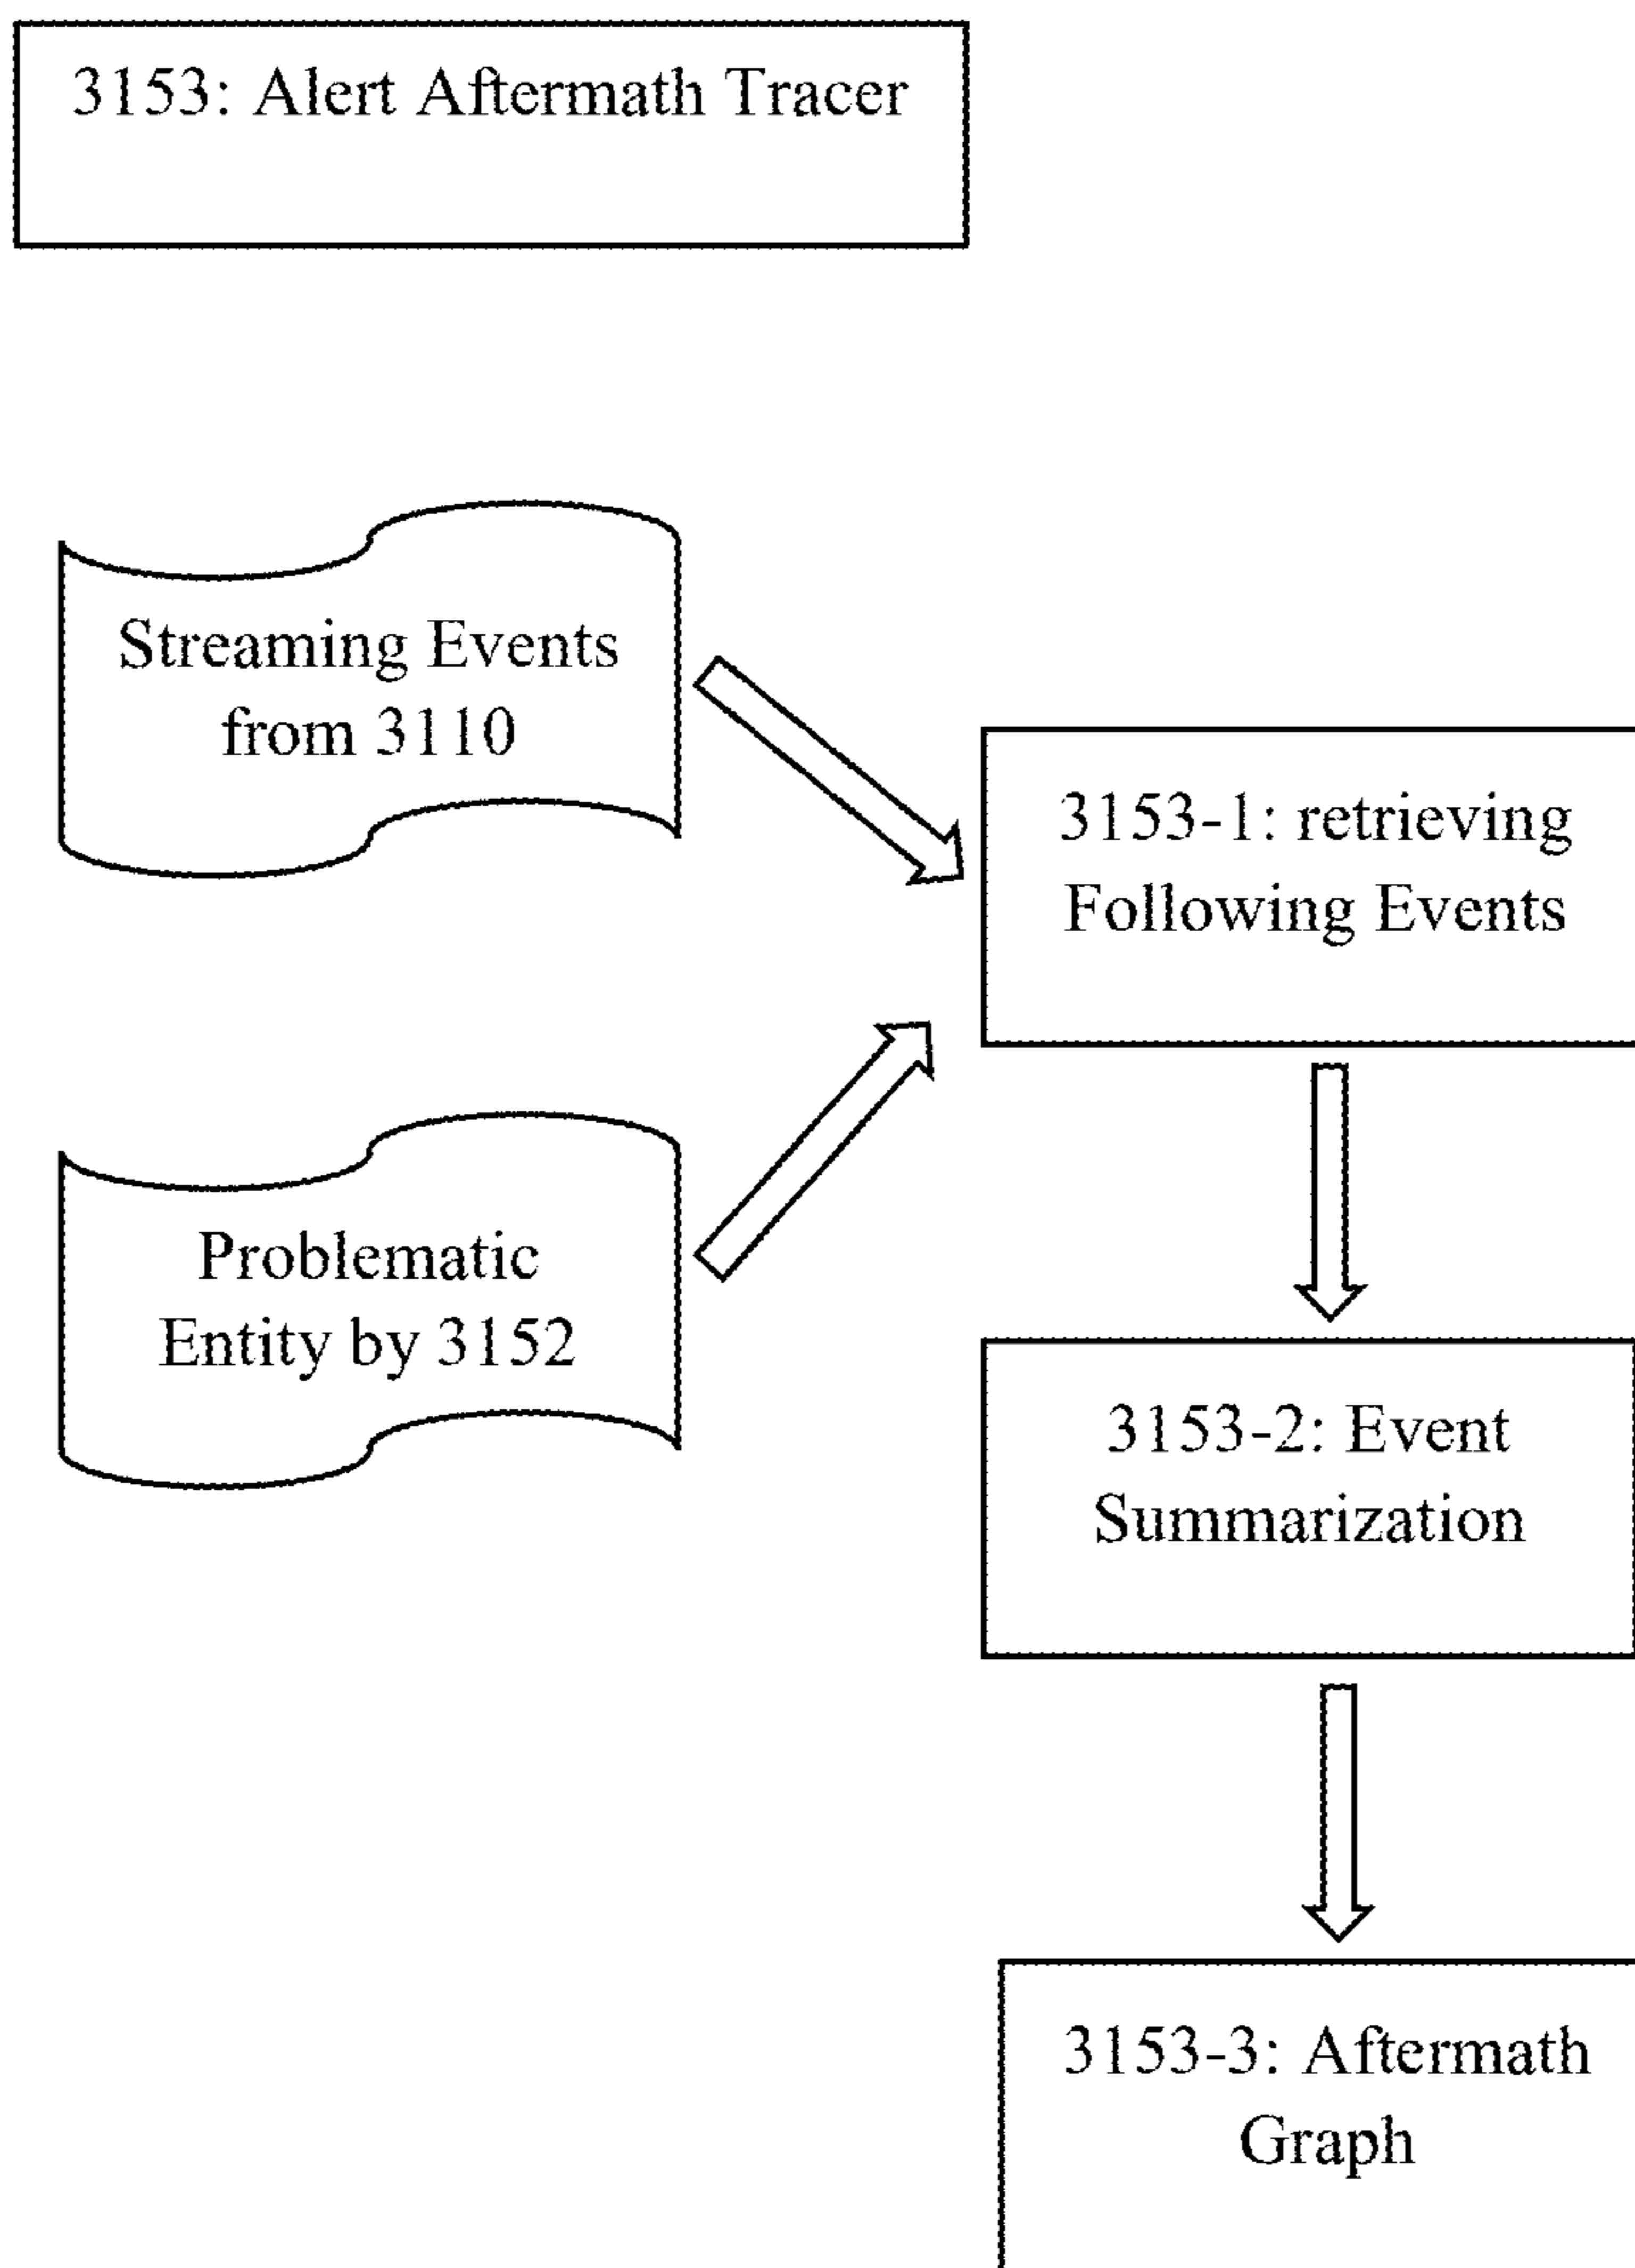 3153: Alert Aftermath Tracer
Streaming Events
from 3110
3153-1: retrieving
Following Events
Problematic
Entity by 3152
3153-2: Event
Summarization
3153-3: Aftermath
Graph